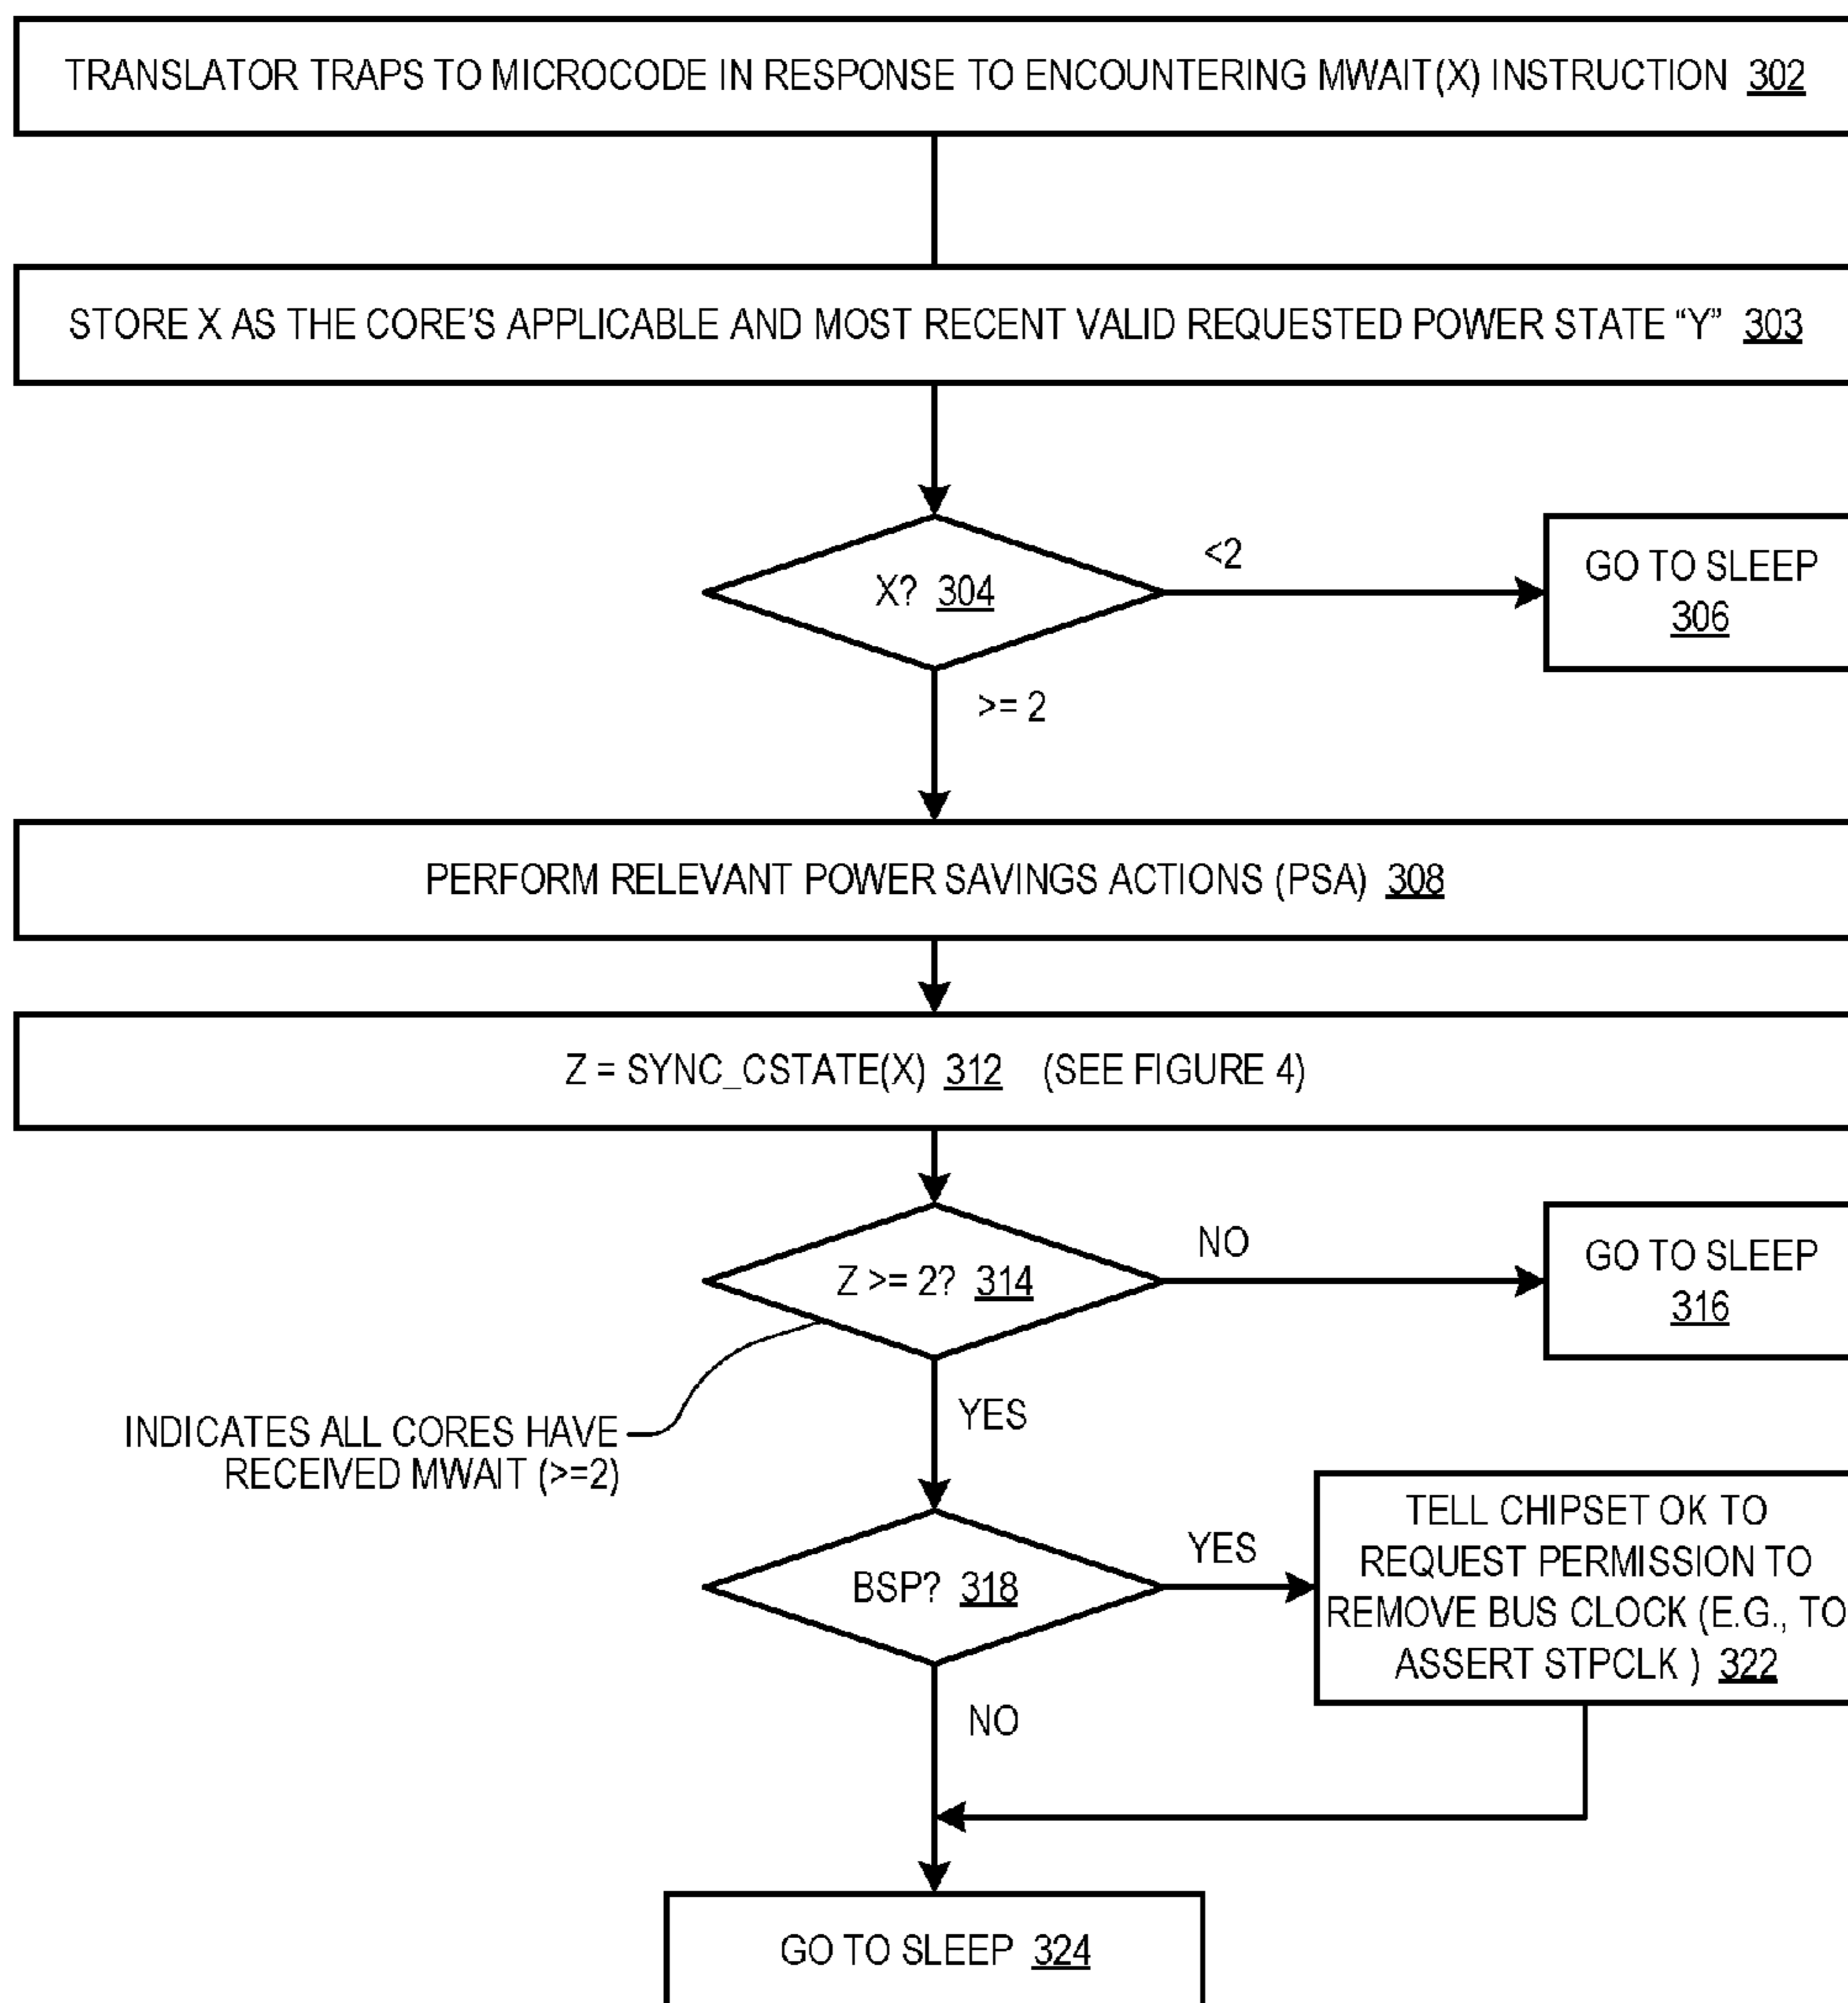 TRANSLATOR TRAPS TO MICROCODE IN RESPONSE TO ENCOUNTERING MWAIT(X) INSTRUCTION 302
STORE X AS THE CORE'S APPLICABLE AND MOST RECENT VALID REQUESTED POWER STATE “Y” 303
X? 304
<2
GO TO SLEEP
306
>= 2
PERFORM RELEVANT POWER SAVINGS ACTIONS (PSA) 308
Z = SYNC_CSTATE(X) 312 (SEE FIGURE 4)
Z >= 2? 314
NO
GO TO SLEEP
316
INDICATES ALL CORES HAVE
RECEIVED MWAIT (>=2)
YES
BSP? 318
YES
TELL CHIPSET OK TO
REQUEST PERMISSION TO
REMOVE BUS CLOCK (E.G., TO
ASSERT STPCLK ) 322
NO
GO TO SLEEP 324